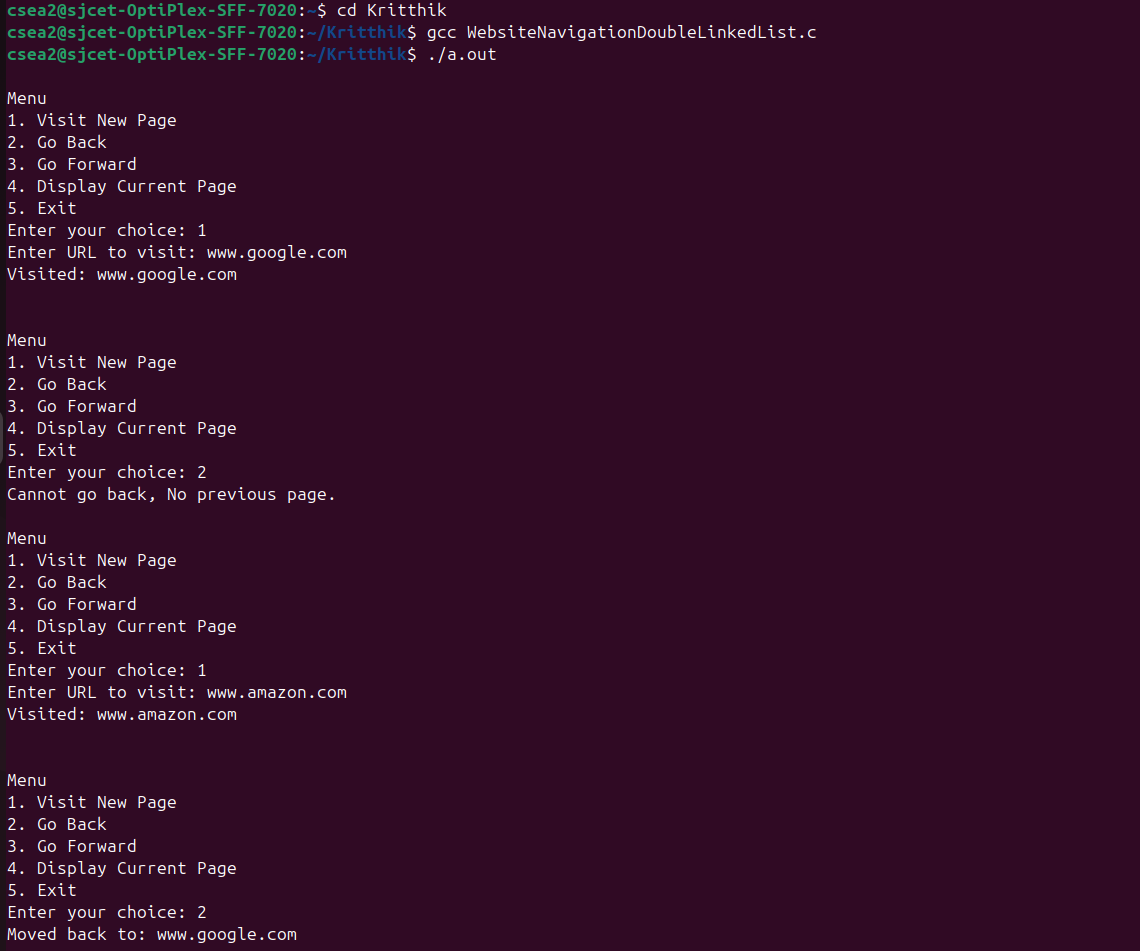 csea2@sjcet-OptiPlex-SFF-7020:~$ cd Kritthik
csea2@sjcet-OptiPlex-SFF-7020:~/Kritthik$ gcc WebsiteNavigationDoubleLinkedList.c
csea2@sjcet-OptiPlex-SFF-7020:~/Kritthik$ ./a.out
Menu
1. Visit New Page
2. Go Back
3. Go Forward
4. Display Current Page
5. Exit
Enter your choice: 1
Enter URL to visit: www.google.com
Visited: www.google.com
Menu
1. Visit New Page
2. Go Back
3. Go Forward
4. Display Current Page
5. Exit
Enter your choice: 2
Cannot go back, No previous page.
Menu
1. Visit New Page
2. Go Back
3. Go Forward
4. Display Current Page
5. Exit
Enter your choice: 1
Enter URL to visit: www.amazon.com
Visited: www.amazon.com
Menu
1. Visit New Page
2. Go Back
3. Go Forward
4. Display Current Page
5. Exit
Enter your choice: 2
Moved back to: www.google.com